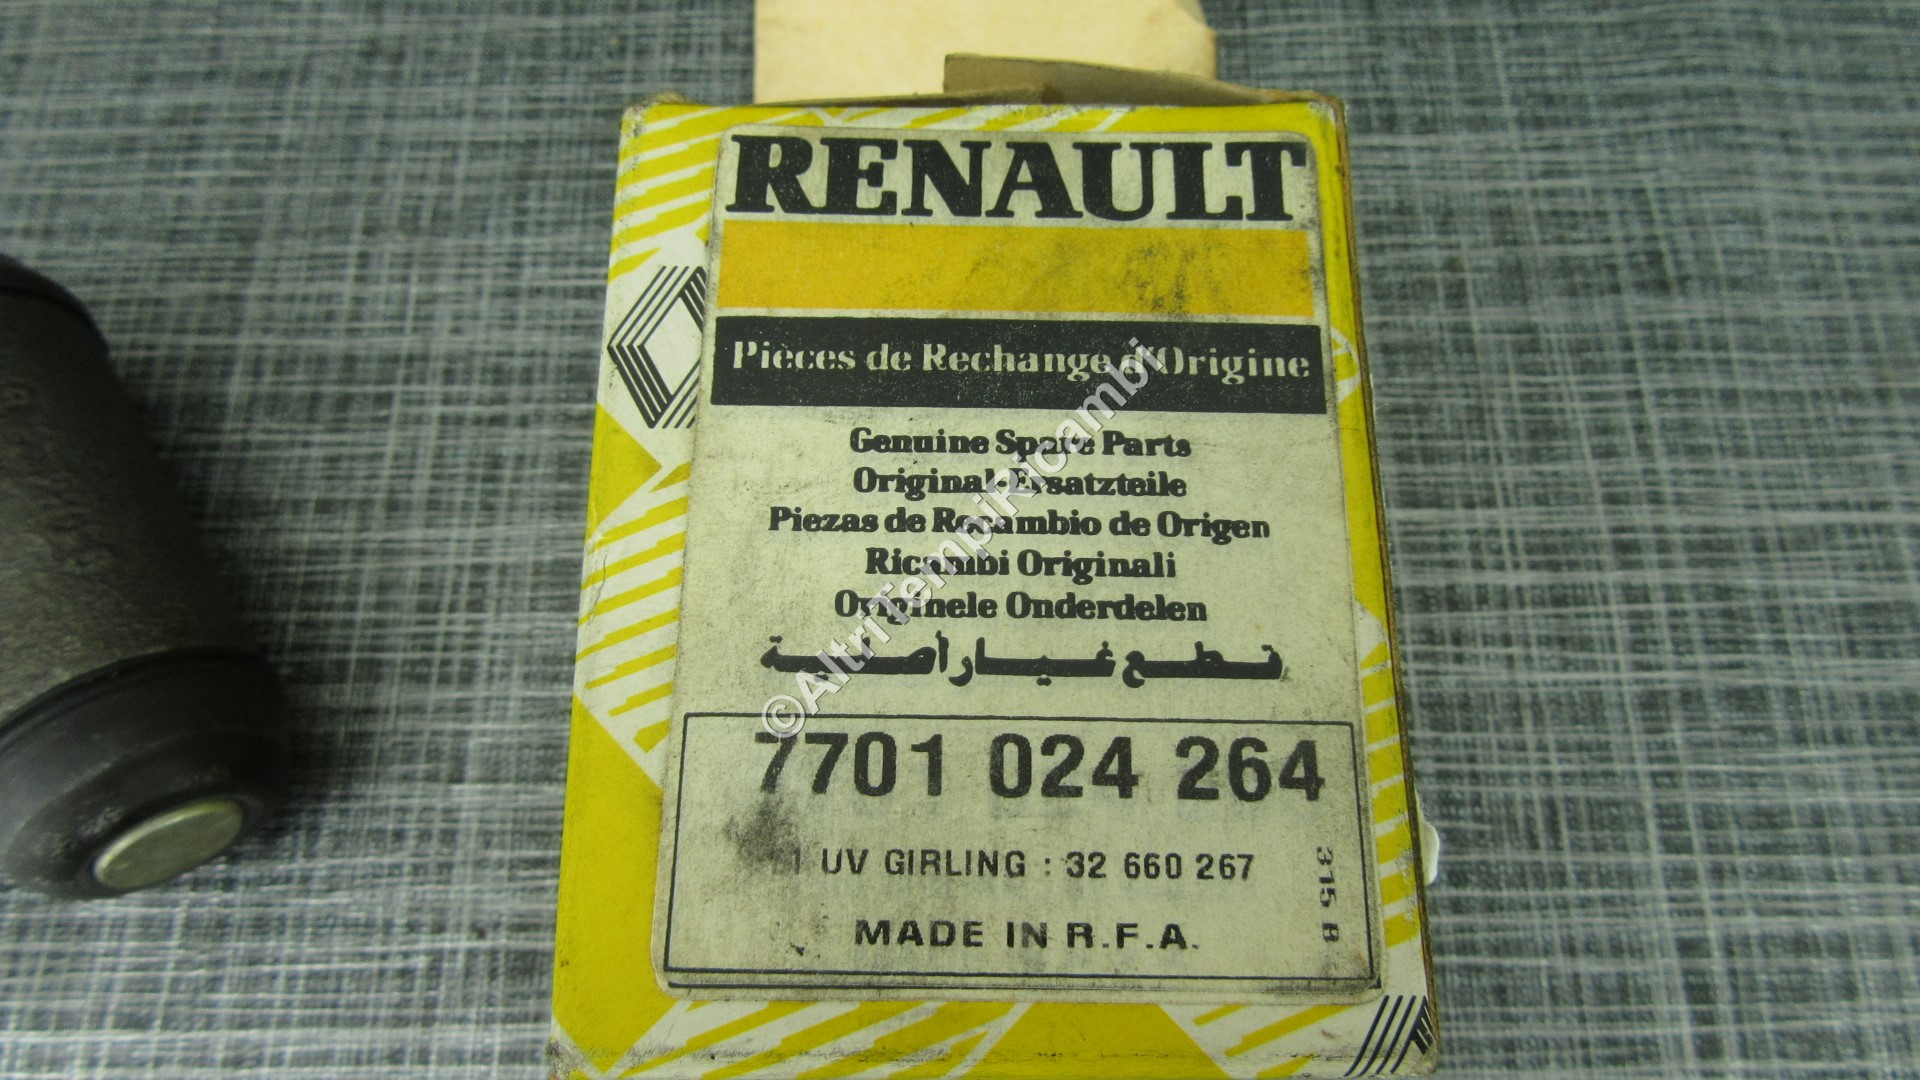 RENAULT
Pièces de Rechange d'Origine
Genuine Spare Parts
Original-Ersatzteile
Piezas de Recambio de Origen
Ricambi Originali
Originele Onderdelen
قطع غيار أصلية
7701 024 264
1 UV GIRLING : 32 660 267
MADE IN R.F.A.
315 B
©AltriTempiRicambi